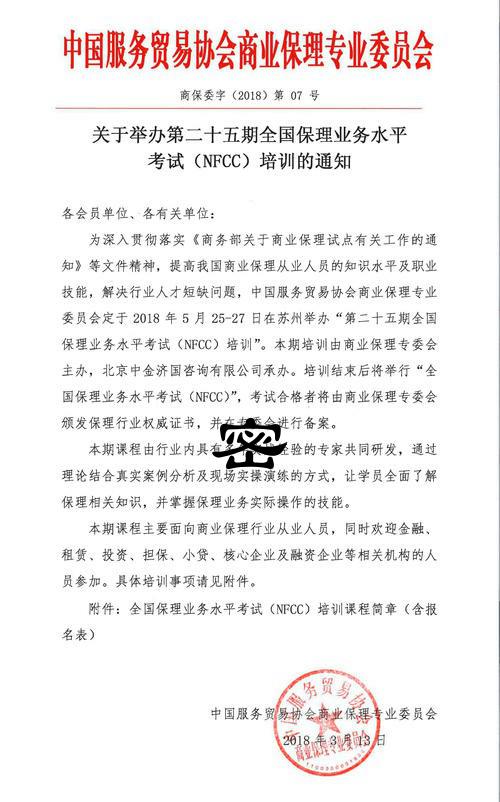 中国服务贸易协会商业保理专业委员会
商保委字（2018）第 07 号
关于举办第二十五期全国保理业务水平
考试（NFCC）培训的通知
各会员单位、各有关单位：
为深入贯彻落实《商务部关于商业保理试点有关工作的通
知》等文件精神，提高我国商业保理从业人员的知识水平及职业
技能，解决行业人才短缺问题，中国服务贸易协会商业保理专业
委员会定于 2018 年 5 月 25-27 日在苏州举办“第二十五期全国
保理业务水平考试（NFCC）培训”。本期培训由商业保理专委会
主办，北京中金济国咨询有限公司承办。培训结束后将举行“全
国保理业务水平考试（NFCC）”，考试合格者将由商业保理专委会
颁发保理行业权威证书，并在专委会进行备案。
密
本期课程由行业内具有经验的专家共同研发，通过
理论结合真实案例分析及现场实操演练的方式，让学员全面了解
保理相关知识，并掌握保理业务实际操作的技能。
本期课程主要面向商业保理行业从业人员，同时欢迎金融、
租赁、投资、担保、小贷、核心企业及融资企业等相关机构的人
员参加。具体培训事项请见附件。
附件：全国保理业务水平考试（NFCC）培训课程简章（含报
名表）
中国服务贸易协会商业保理专业委员会
2018 年 3 月 13 日
中国服务贸易协会
商业保理专业委员会